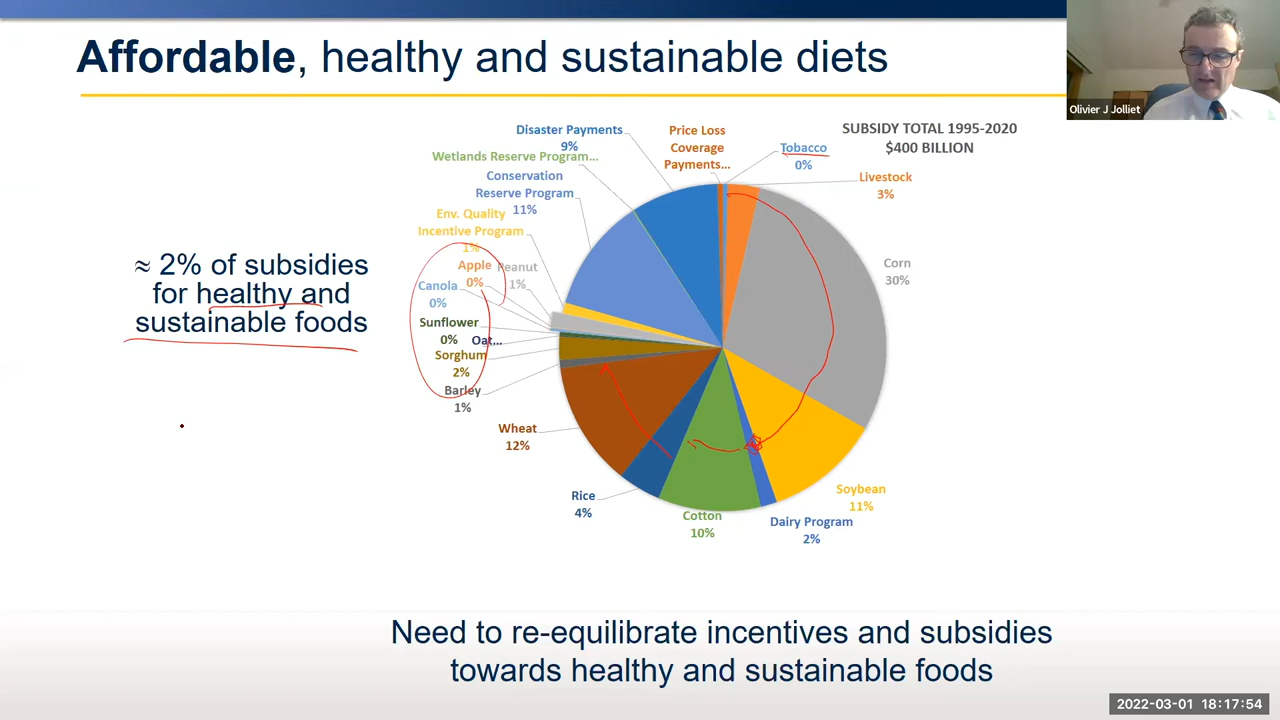 Affordable, healthy and sustainable diets
Olivier J Jolliet
SUBSIDY TOTAL 1995-2020
$400 BILLION
≈ 2% of subsidies
for healthy and
sustainable foods
Disaster Payments
9%
Price Loss
Coverage
Payments...
Tobacco
0%
Livestock
3%
Wetlands Reserve Program...
Conservation
Reserve Program
11%
Env. Quality
Incentive Program
1%
Apple
0%
Peanut
1%
Canola
0%
Sunflower
0%
Oat...
Sorghum
2%
Barley
1%
Wheat
12%
Rice
4%
Cotton
10%
Dairy Program
2%
Soybean
11%
Corn
30%
Need to re-equilibrate incentives and subsidies
towards healthy and sustainable foods
2022-03-01 18:17:54